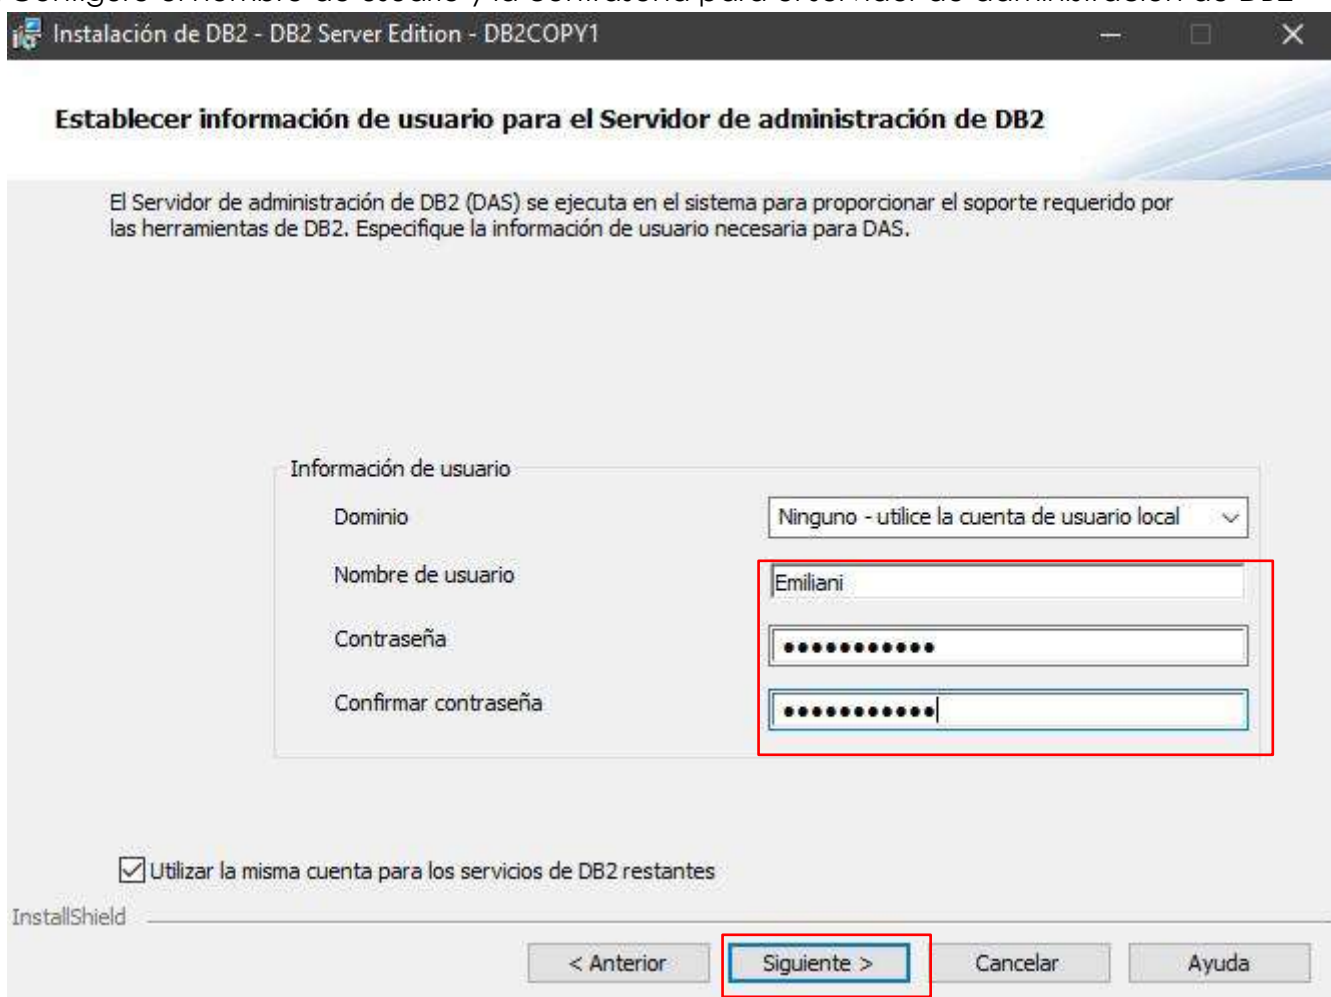 Instalación de DB2 - DB2 Server Edition - DB2COPY1
Establecer información de usuario para el Servidor de administración de DB2
El Servidor de administración de DB2 (DAS) se ejecuta en el sistema para proporcionar el soporte requerido por
las herramientas de DB2. Especifique la información de usuario necesaria para DAS.
Información de usuario
Dominio
Ninguno - utilice la cuenta de usuario local
Nombre de usuario
Emiliani
Contraseña
•••••••••••
Confirmar contraseña
•••••••••••
Utilizar la misma cuenta para los servicios de DB2 restantes
InstallShield
< Anterior
Siguiente >
Cancelar
Ayuda